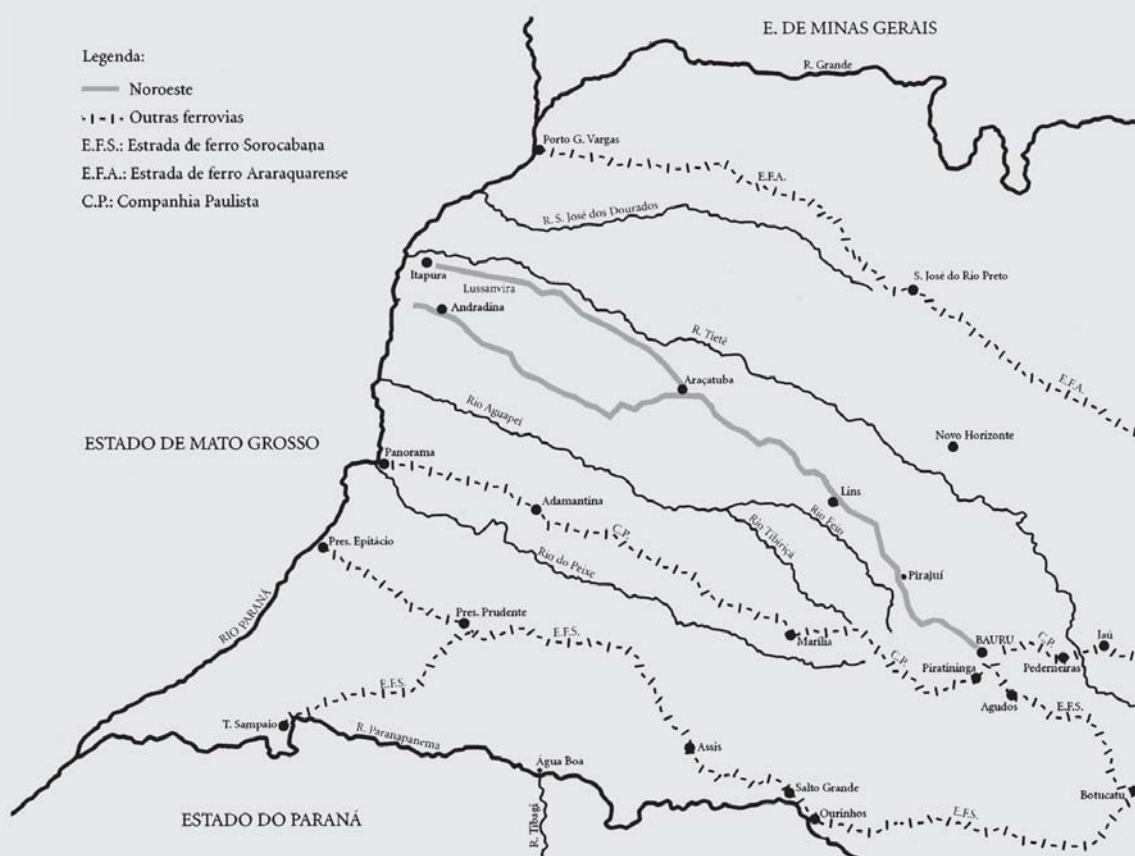 E. DE MINAS GERAIS
Legenda:
Noroeste
Outras ferrovias
E.F.S.: Estrada de ferro Sorocabana
E.F.A.: Estrada de ferro Araraquarense
C.P.: Companhia Paulista
R. Grande
Porto G. Vargas
E.F.A.
R. S. José dos Dourados
Itapura
S. José do Rio Preto
Lussanvira
Andradina
R. Tietê
Araçatuba
E.F.A.
Rio Aguapeí
ESTADO DE MATO GROSSO
Novo Horizonte
Panorama
Lins
Adamantina
Rio Feio
C.P.
Rio Tibiriçá
Pres. Epitácio
Rio do Peixe
Pirajuí
RIO PARANÁ
Pres. Prudente
E.F.S.
Marília
BAURU
C.P.
Jaú
C.P.
Piratininga
Pederneiras
E.F.S.
Agudos
E.F.S.
T. Sampaio
R. Paranapanema
Assis
Água Boa
Salto Grande
Botucatu
Ourinhos
E.F.S.
ESTADO DO PARANÁ
R. Tibagi